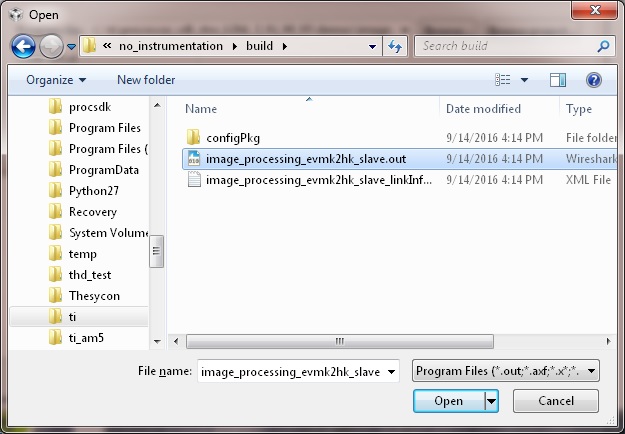 Open
« no_instrumentation build Search build
Organize New folder
Name Date modified Type
procsdk
Program Files
Program Files (
ProgramData
Python27
Recovery
System Volume
temp
thd_test
Thesycon
ti
ti_am5
configPkg 9/14/2016 4:14 PM File folder
image_processing_evmk2hk_slave.out 9/14/2016 4:14 PM Wireshark
image_processing_evmk2hk_slave_linkInf... 9/14/2016 4:14 PM XML File
File name: image_processing_evmk2hk_slave Program Files (*.out;*.axf;*.x*;*.
Open Cancel